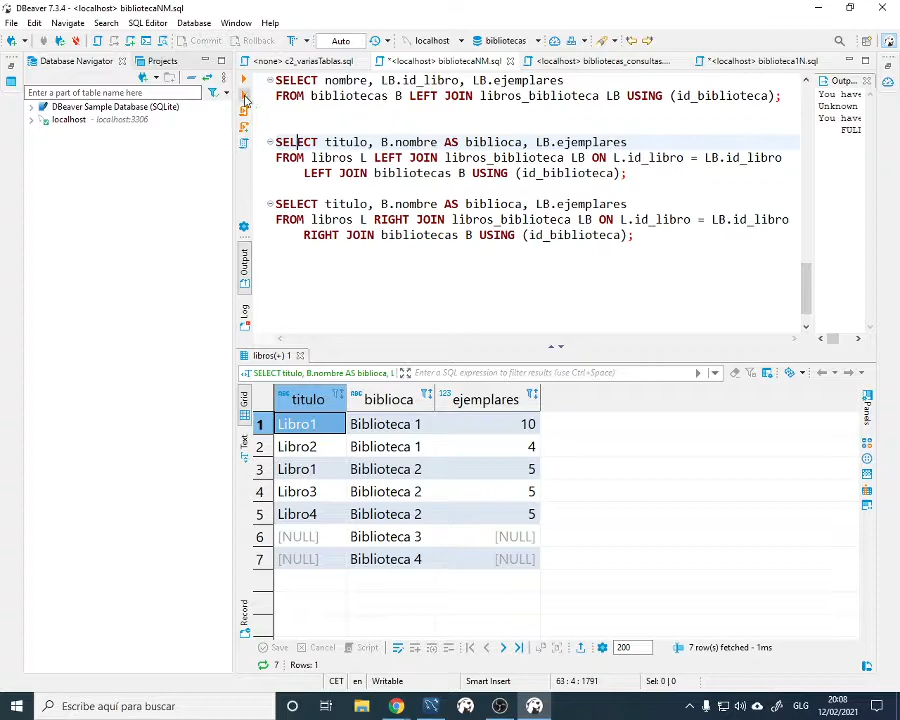 DBeaver 7.3.4 - <localhost> bibliotecaNM.sql
File Edit Navigate Search SQL Editor Database Window Help
Commit Rollback Auto localhost bibliotecas
Database Navigator Projects
<none> c2_variasTablas.sql *<localhost> bibliotecaNM.sql <localhost> bibliotecas_consultas.... *<localhost> biblioteca1N.sql
Enter a part of table name here
DBeaver Sample Database (SQLite)
localhost :3306
SELECT nombre, LB.id_libro, LB.ejemplares
FROM bibliotecas B LEFT JOIN libros_biblioteca LB USING (id_biblioteca);
SELECT titulo, B.nombre AS biblioca, LB.ejemplares
FROM libros L LEFT JOIN libros_biblioteca LB ON L.id_libro = LB.id_libro
LEFT JOIN bibliotecas B USING (id_biblioteca);
SELECT titulo, B.nombre AS biblioca, LB.ejemplares
FROM libros L RIGHT JOIN libros_biblioteca LB ON L.id_libro = LB.id_libro
RIGHT JOIN bibliotecas B USING (id_biblioteca);
Output
Log
Outp...
You have
Unknown
You have
FULL
libros(+) 1
SELECT titulo, B.nombre AS biblioca, L
Enter a SQL expression to filter results (use Ctrl+Space)
Grid
Text
Record
Panels
titulo biblioca 123 ejemplares
1 Libro1 Biblioteca 1 10
2 Libro2 Biblioteca 1 4
3 Libro1 Biblioteca 2 5
4 Libro3 Biblioteca 2 5
5 Libro4 Biblioteca 2 5
6 [NULL] Biblioteca 3 [NULL]
7 [NULL] Biblioteca 4 [NULL]
Save Cancel Script 200 7 row(s) fetched - 1ms
7 Rows: 1
CET en Writable Smart Insert 63 : 4 : 1791 Sel: 0 | 0
Escribe aquí para buscar
GLG
20:08
12/02/2021